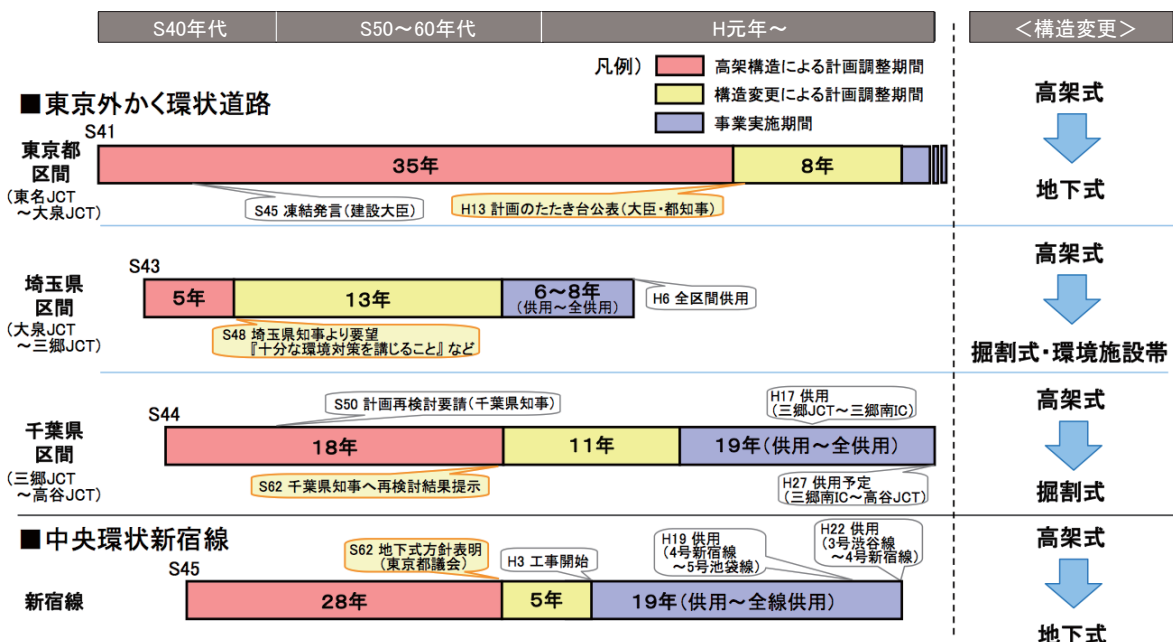 S40年代
S50～60年代
H元年～
＜構造変更＞
凡例）
高架構造による計画調整期間
構造変更による計画調整期間
事業実施期間
■東京外かく環状道路
S41
東京都
区間
(東名JCT
～大泉JCT)
35年
8年
S45 凍結発言(建設大臣)
H13 計画のたたき台公表(大臣・都知事)
高架式
地下式
S43
埼玉県
区間
(大泉JCT
～三郷JCT)
5年
13年
6～8年
(供用～全供用)
H6 全区間供用
S48 埼玉県知事より要望
『十分な環境対策を講じること』など
高架式
掘割式・環境施設帯
S44
千葉県
区間
(三郷JCT
～高谷JCT)
S50 計画再検討要請(千葉県知事)
H17 供用
(三郷JCT～三郷南IC)
18年
11年
19年(供用～全供用)
S62 千葉県知事へ再検討結果提示
H27 供用予定
(三郷南IC～高谷JCT)
高架式
掘割式
■中央環状新宿線
S45
新宿線
S62 地下式方針表明
(東京都議会)
H3 工事開始
H19 供用
(4号新宿線
～5号池袋線)
H22 供用
(3号渋谷線
～4号新宿線)
28年
5年
19年(供用～全線供用)
高架式
地下式